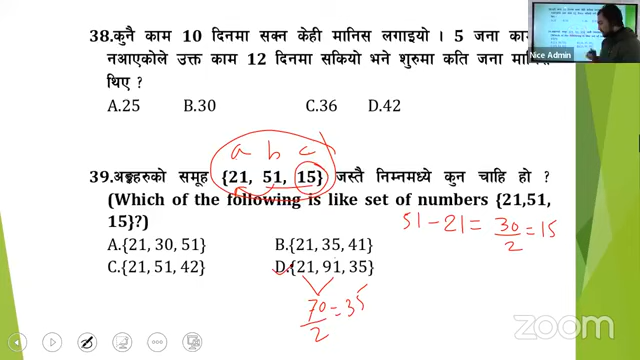 38.कुनै काम 10 दिनमा सक्न केही मानिस लगाइयो । 5 जना का
नआएकोले उक्त काम 12 दिनमा सकियो भने शुरुमा कति जना मा
थिए ?
A.25 B.30 C.36 D.42
a b c
39.अङ्कहरुको समूह {21, 51, 15} जस्तै निम्नमध्ये कुन चाहि हो ?
(Which of the following is like set of numbers {21,51,
15}?)
51 - 21 = 30/2 = 15
A.{21, 30, 51} B.{21, 35, 41}
C.{21, 51, 42} D.{21, 91, 35}
70/2 = 35
Nice Admin
zoom